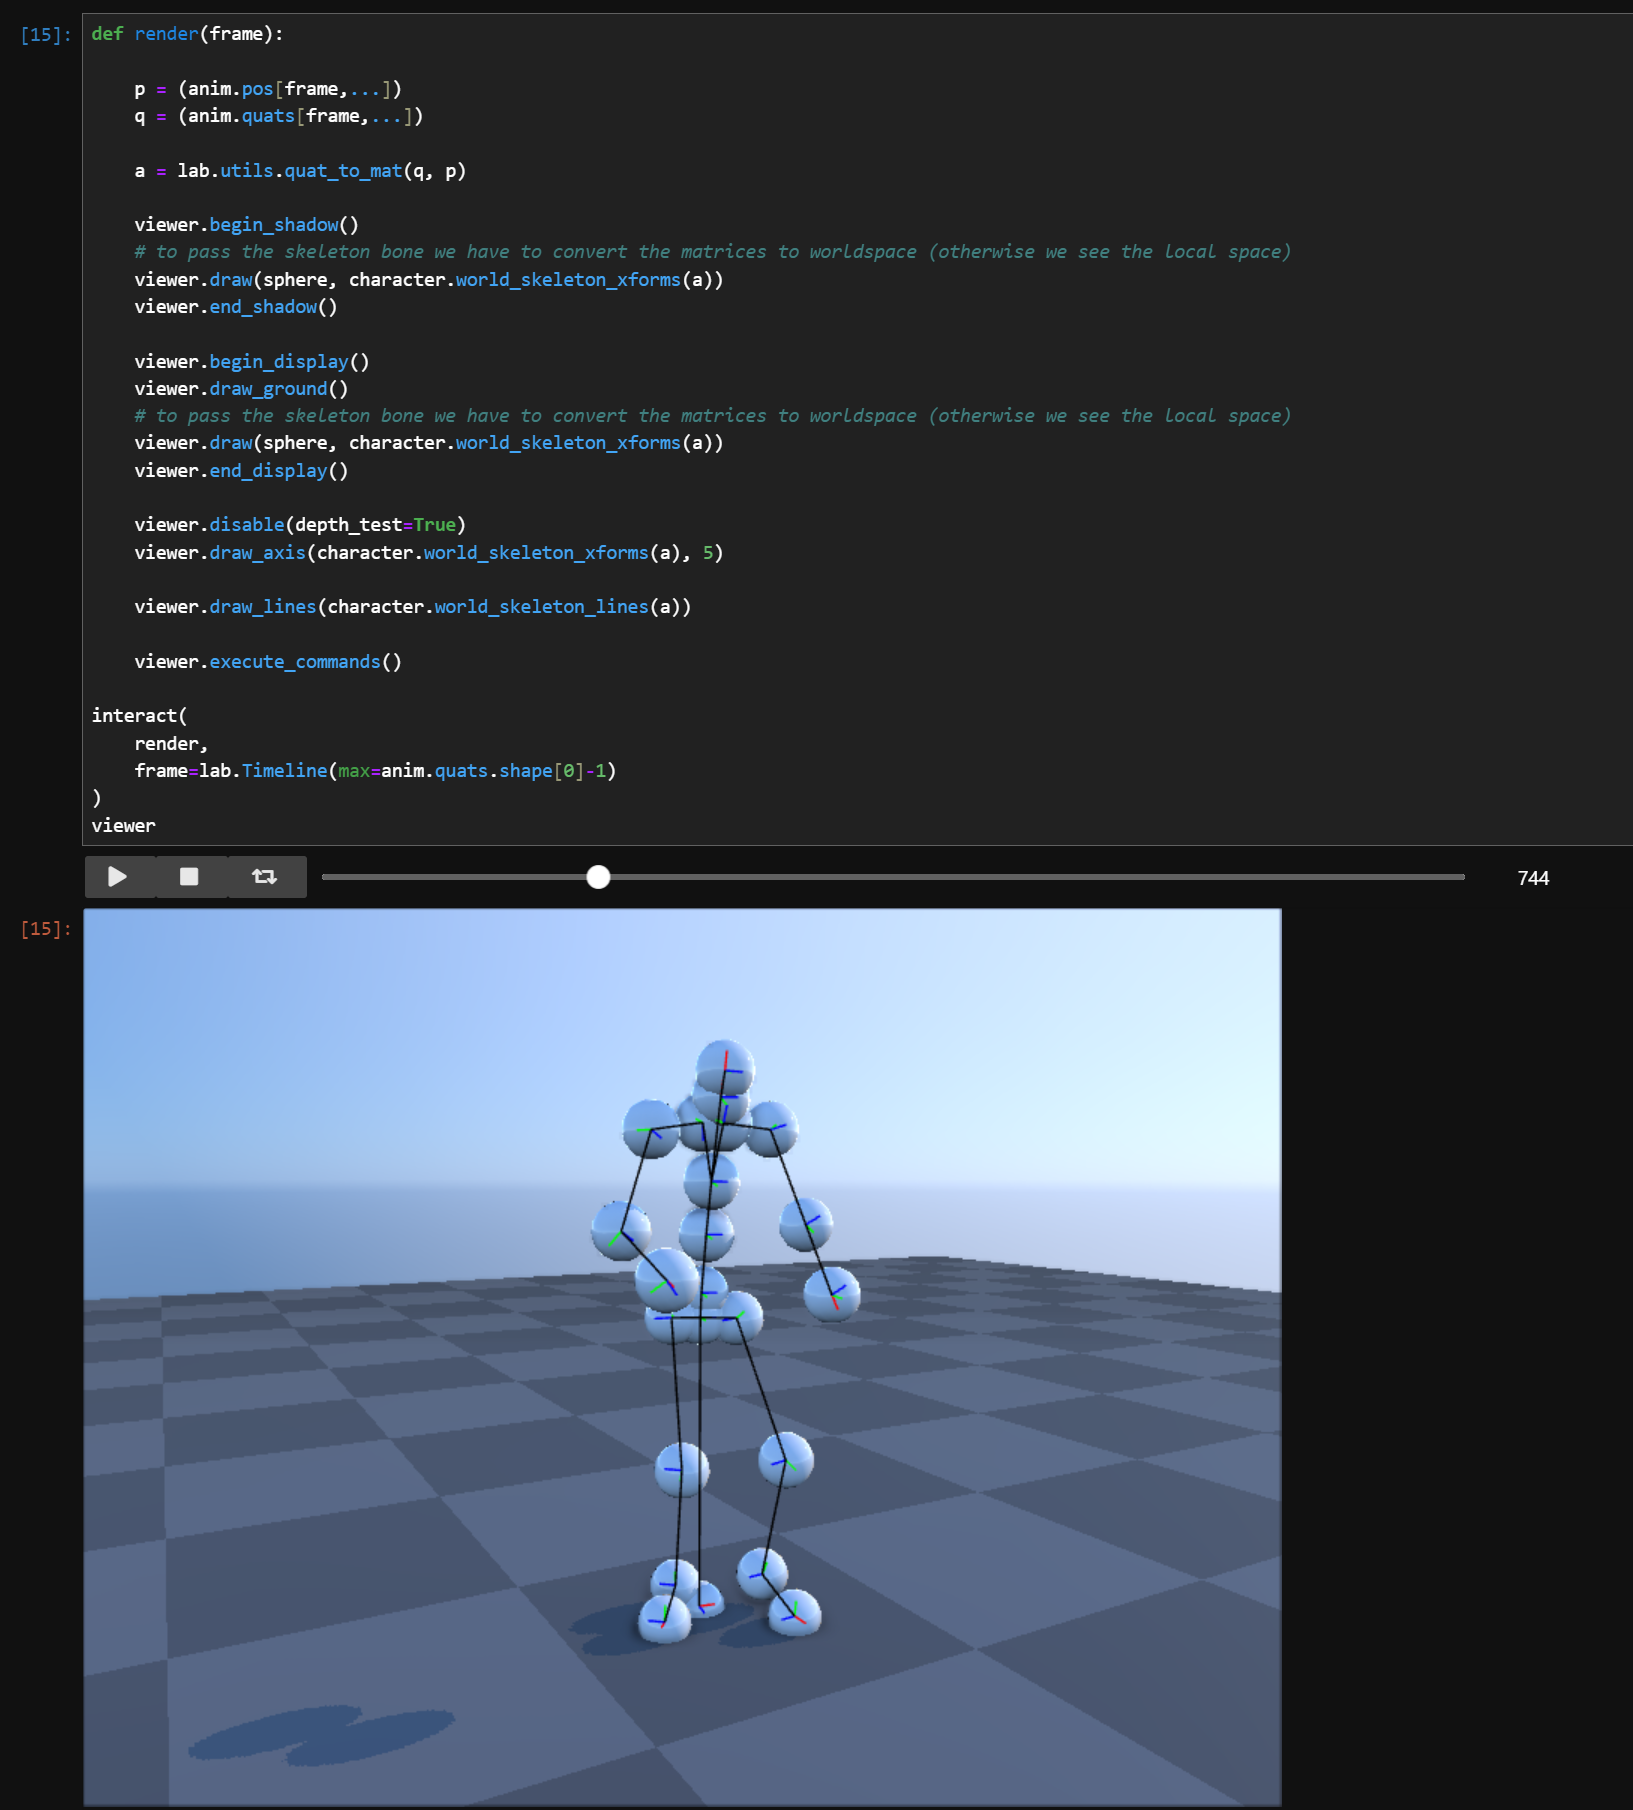 [15]:
def render(frame):
p = (anim.pos[frame,...])
q = (anim.quats[frame,...])
a = lab.utils.quat_to_mat(q, p)
viewer.begin_shadow()
# to pass the skeleton bone we have to convert the matrices to worldspace (otherwise we see the local space)
viewer.draw(sphere, character.world_skeleton_xforms(a))
viewer.end_shadow()
viewer.begin_display()
viewer.draw_ground()
# to pass the skeleton bone we have to convert the matrices to worldspace (otherwise we see the local space)
viewer.draw(sphere, character.world_skeleton_xforms(a))
viewer.end_display()
viewer.disable(depth_test=True)
viewer.draw_axis(character.world_skeleton_xforms(a), 5)
viewer.draw_lines(character.world_skeleton_lines(a))
viewer.execute_commands()
interact(
render,
frame=lab.Timeline(max=anim.quats.shape[0]-1)
)
viewer
744
[15]: